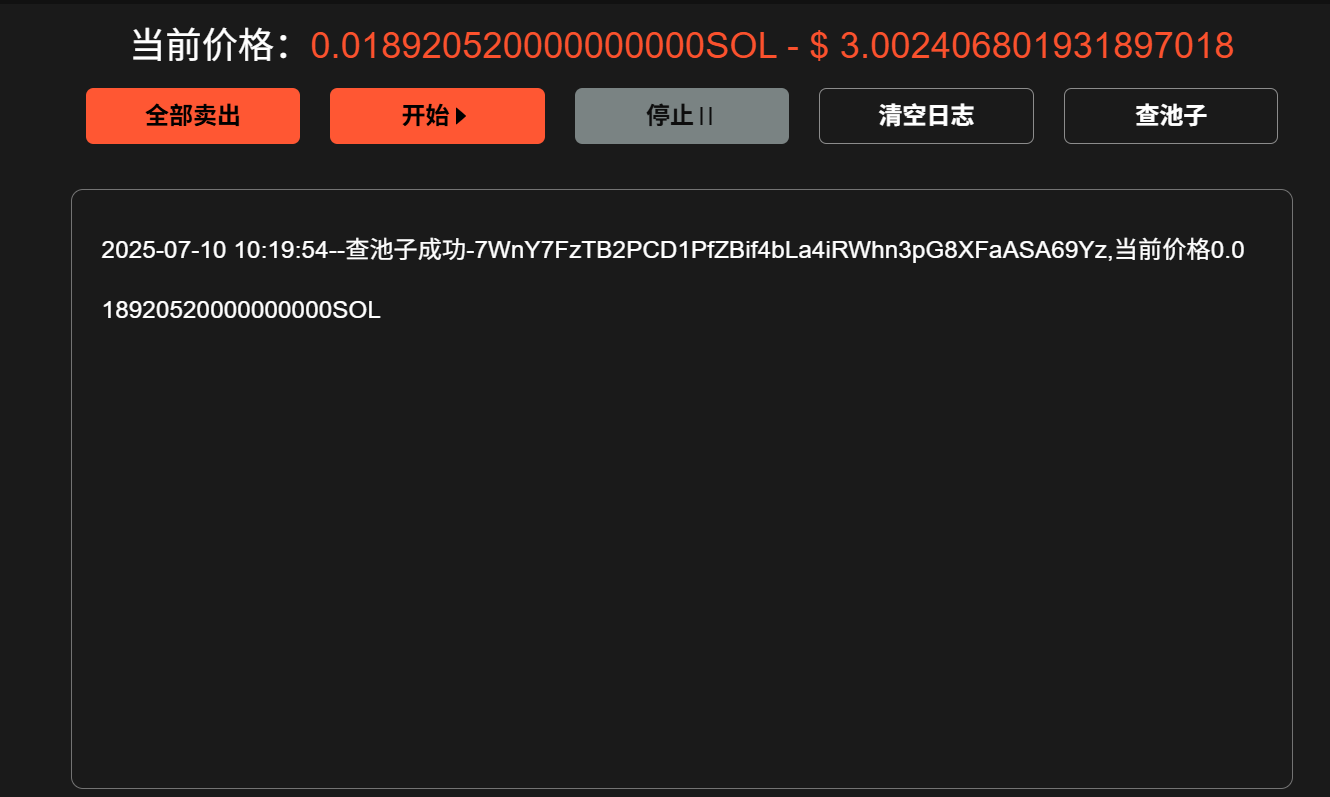 当前价格：0.018920520000000000SOL - $ 3.002406801931897018
全部卖出
开始
停止
清空日志
查池子
2025-07-10 10:19:54--查池子成功-7WnY7FzTB2PCD1PfZBif4bLa4iRWhn3pG8XFaASA69Yz,当前价格0.0
18920520000000000SOL